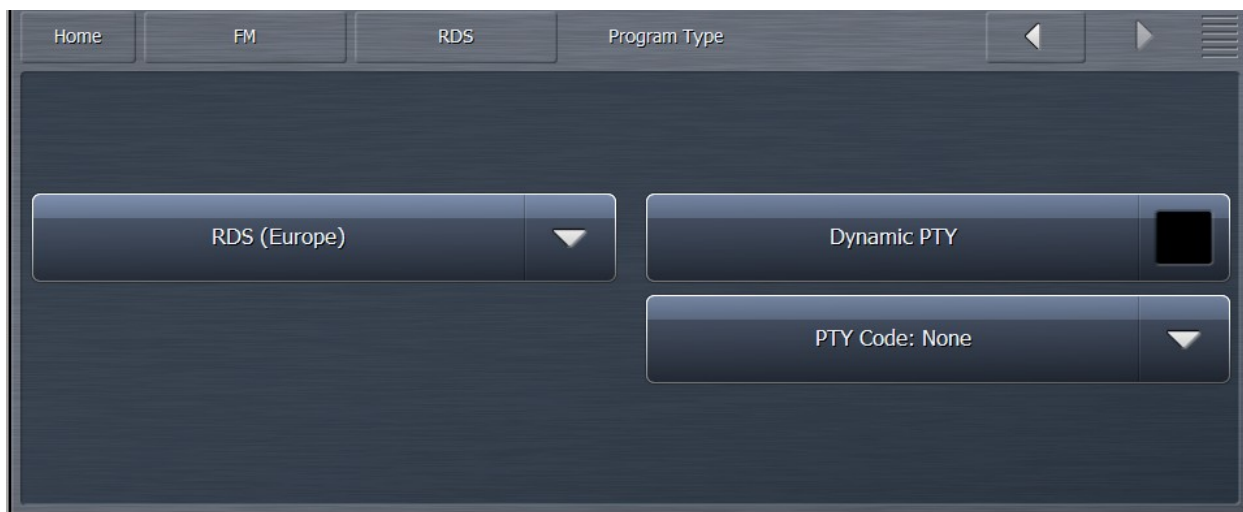 Home FM RDS Program Type
RDS (Europe)
Dynamic PTY
PTY Code: None